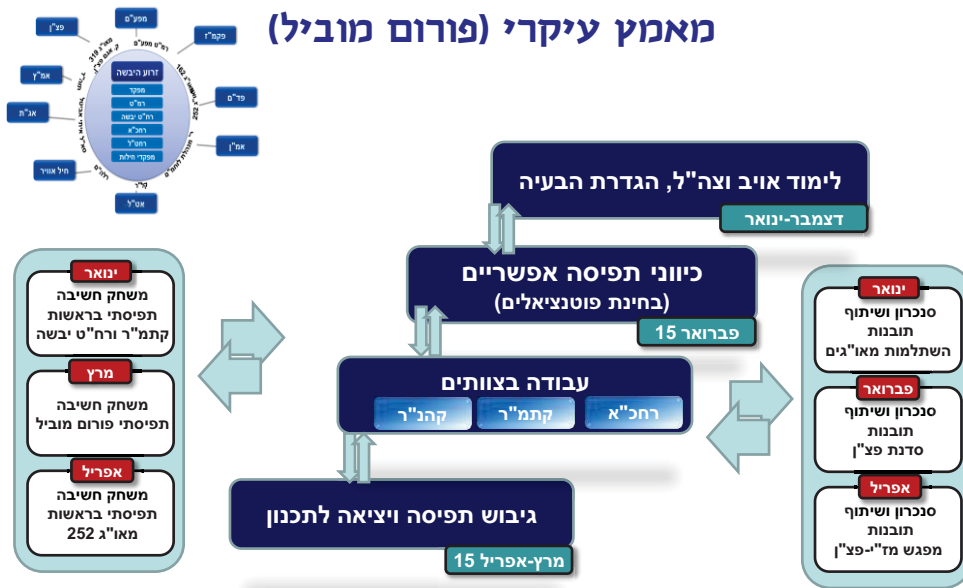 מאמץ עיקרי (פורום מוביל)
מפע"ם
פצ"ן
פקמ"ז
אמ"ץ
פד"ם
אג"ת
אמ"ן
חיל אוויר
אט"ל
רמ"ט מפע"ם
מאו"ג 319
זרוע היבשה
מפקד
רמ"ט
רח"ט יבשה
רחכ"א
רחט"ל
מפקדי חילות
לימוד אויב וצה"ל, הגדרת הבעיה
דצמבר-ינואר
כיווני תפיסה אפשריים
(בחינת פוטנציאלים)
פברואר 15
עבודה בצוותים
רחכ"א
קתמ"ר
קהנ"ר
גיבוש תפיסה ויציאה לתכנון
מרץ-אפריל 15
ינואר
סנכרון ושיתוף
תובנות
השתלמות מאו"גים
פברואר
סנכרון ושיתוף
תובנות
סדנת פצ"ן
אפריל
סנכרון ושיתוף
תובנות
מפגש מז"י-פצ"ן
ינואר
משחק חשיבה
תפיסתי בראשות
קתמ"ר ורח"ט יבשה
מרץ
משחק חשיבה
תפיסתי פורום מוביל
אפריל
משחק חשיבה
תפיסתי בראשות
מאו"ג 252